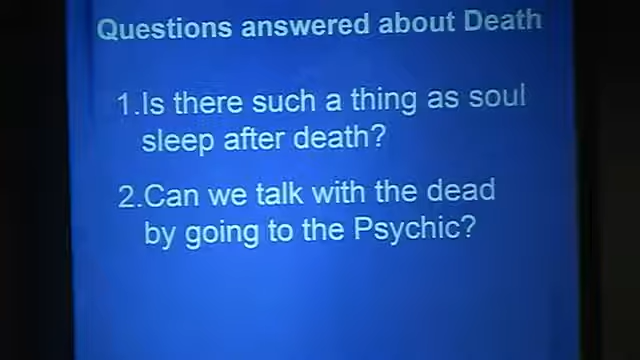 Questions answered about Death
1.Is there such a thing as soul
sleep after death?
2.Can we talk with the dead
by going to the Psychic?